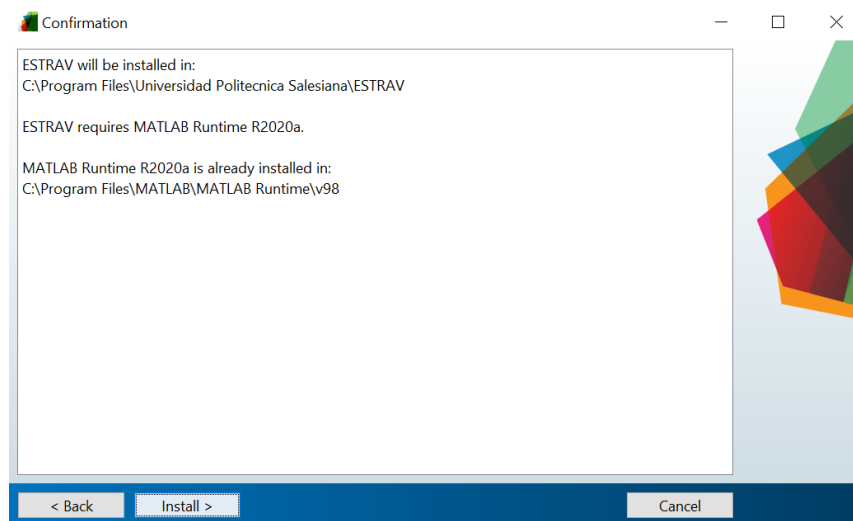 Confirmation
ESTRAV will be installed in:
C:\Program Files\Universidad Politecnica Salesiana\ESTRAV
ESTRAV requires MATLAB Runtime R2020a.
MATLAB Runtime R2020a is already installed in:
C:\Program Files\MATLAB\MATLAB Runtime\v98
< Back
Install >
Cancel